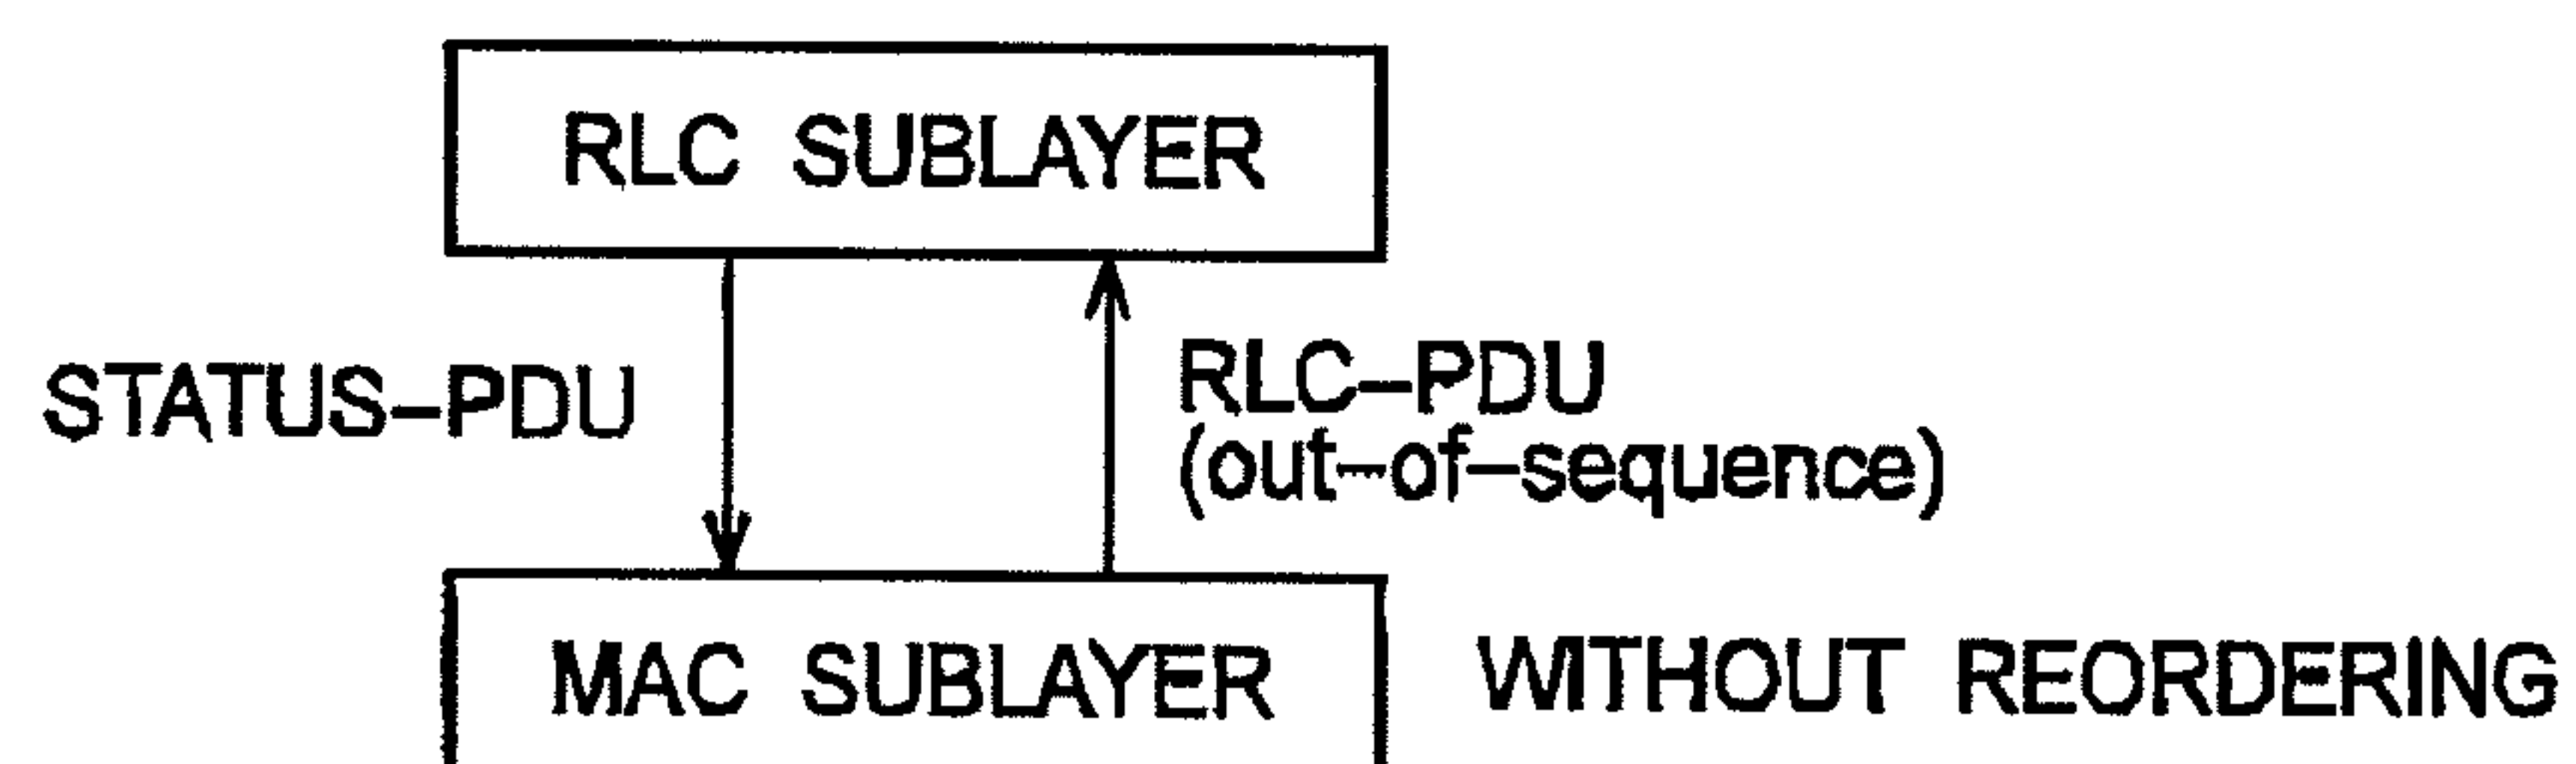 RLC SUBLAYER
STATUS-PDU
RLC-PDU
(out-of-sequence)
MAC SUBLAYER
WITHOUT REORDERING